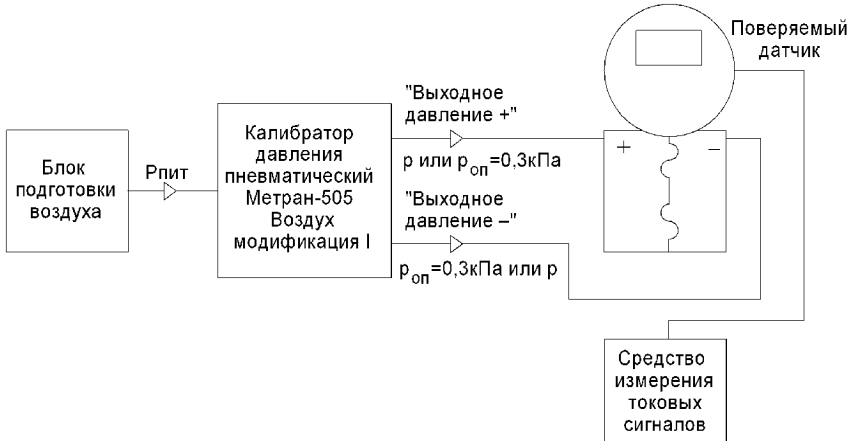 Поверяемый
датчик
"Выходное
давление +"
Калибратор
давления
пневматический
Метран-505
Воздух
модификация I
Блок
подготовки
воздуха
Рпит
+
–
р или роп=0,3кПа
"Выходное
давление –"
роп=0,3кПа или р
Средство
измерения
токовых
сигналов